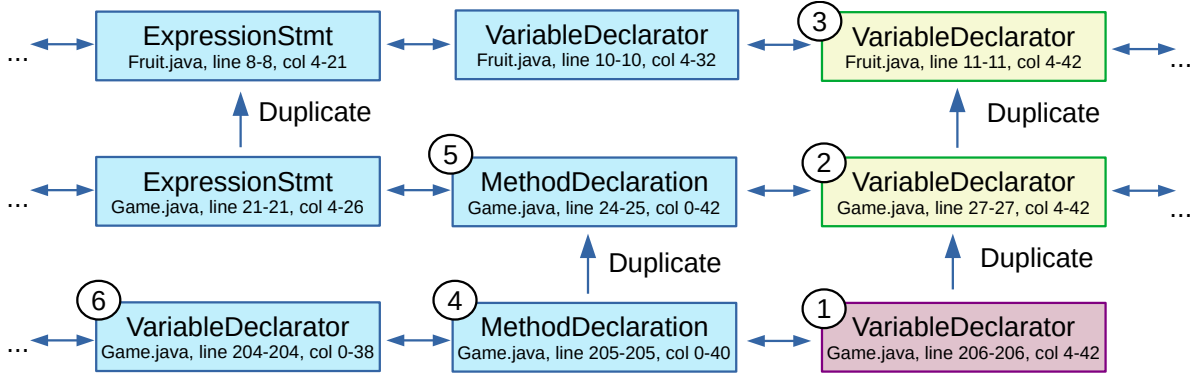 3
... ExpressionStmt VariableDeclarator VariableDeclarator ...
Fruit.java, line 8-8, col 4-21 Fruit.java, line 10-10, col 4-32 Fruit.java, line 11-11, col 4-42
Duplicate Duplicate
5 2
... ExpressionStmt MethodDeclaration VariableDeclarator ...
Game.java, line 21-21, col 4-26 Game.java, line 24-25, col 0-42 Game.java, line 27-27, col 4-42
Duplicate Duplicate
6 4 1
... VariableDeclarator MethodDeclaration VariableDeclarator
Game.java, line 204-204, col 0-38 Game.java, line 205-205, col 0-40 Game.java, line 206-206, col 4-42